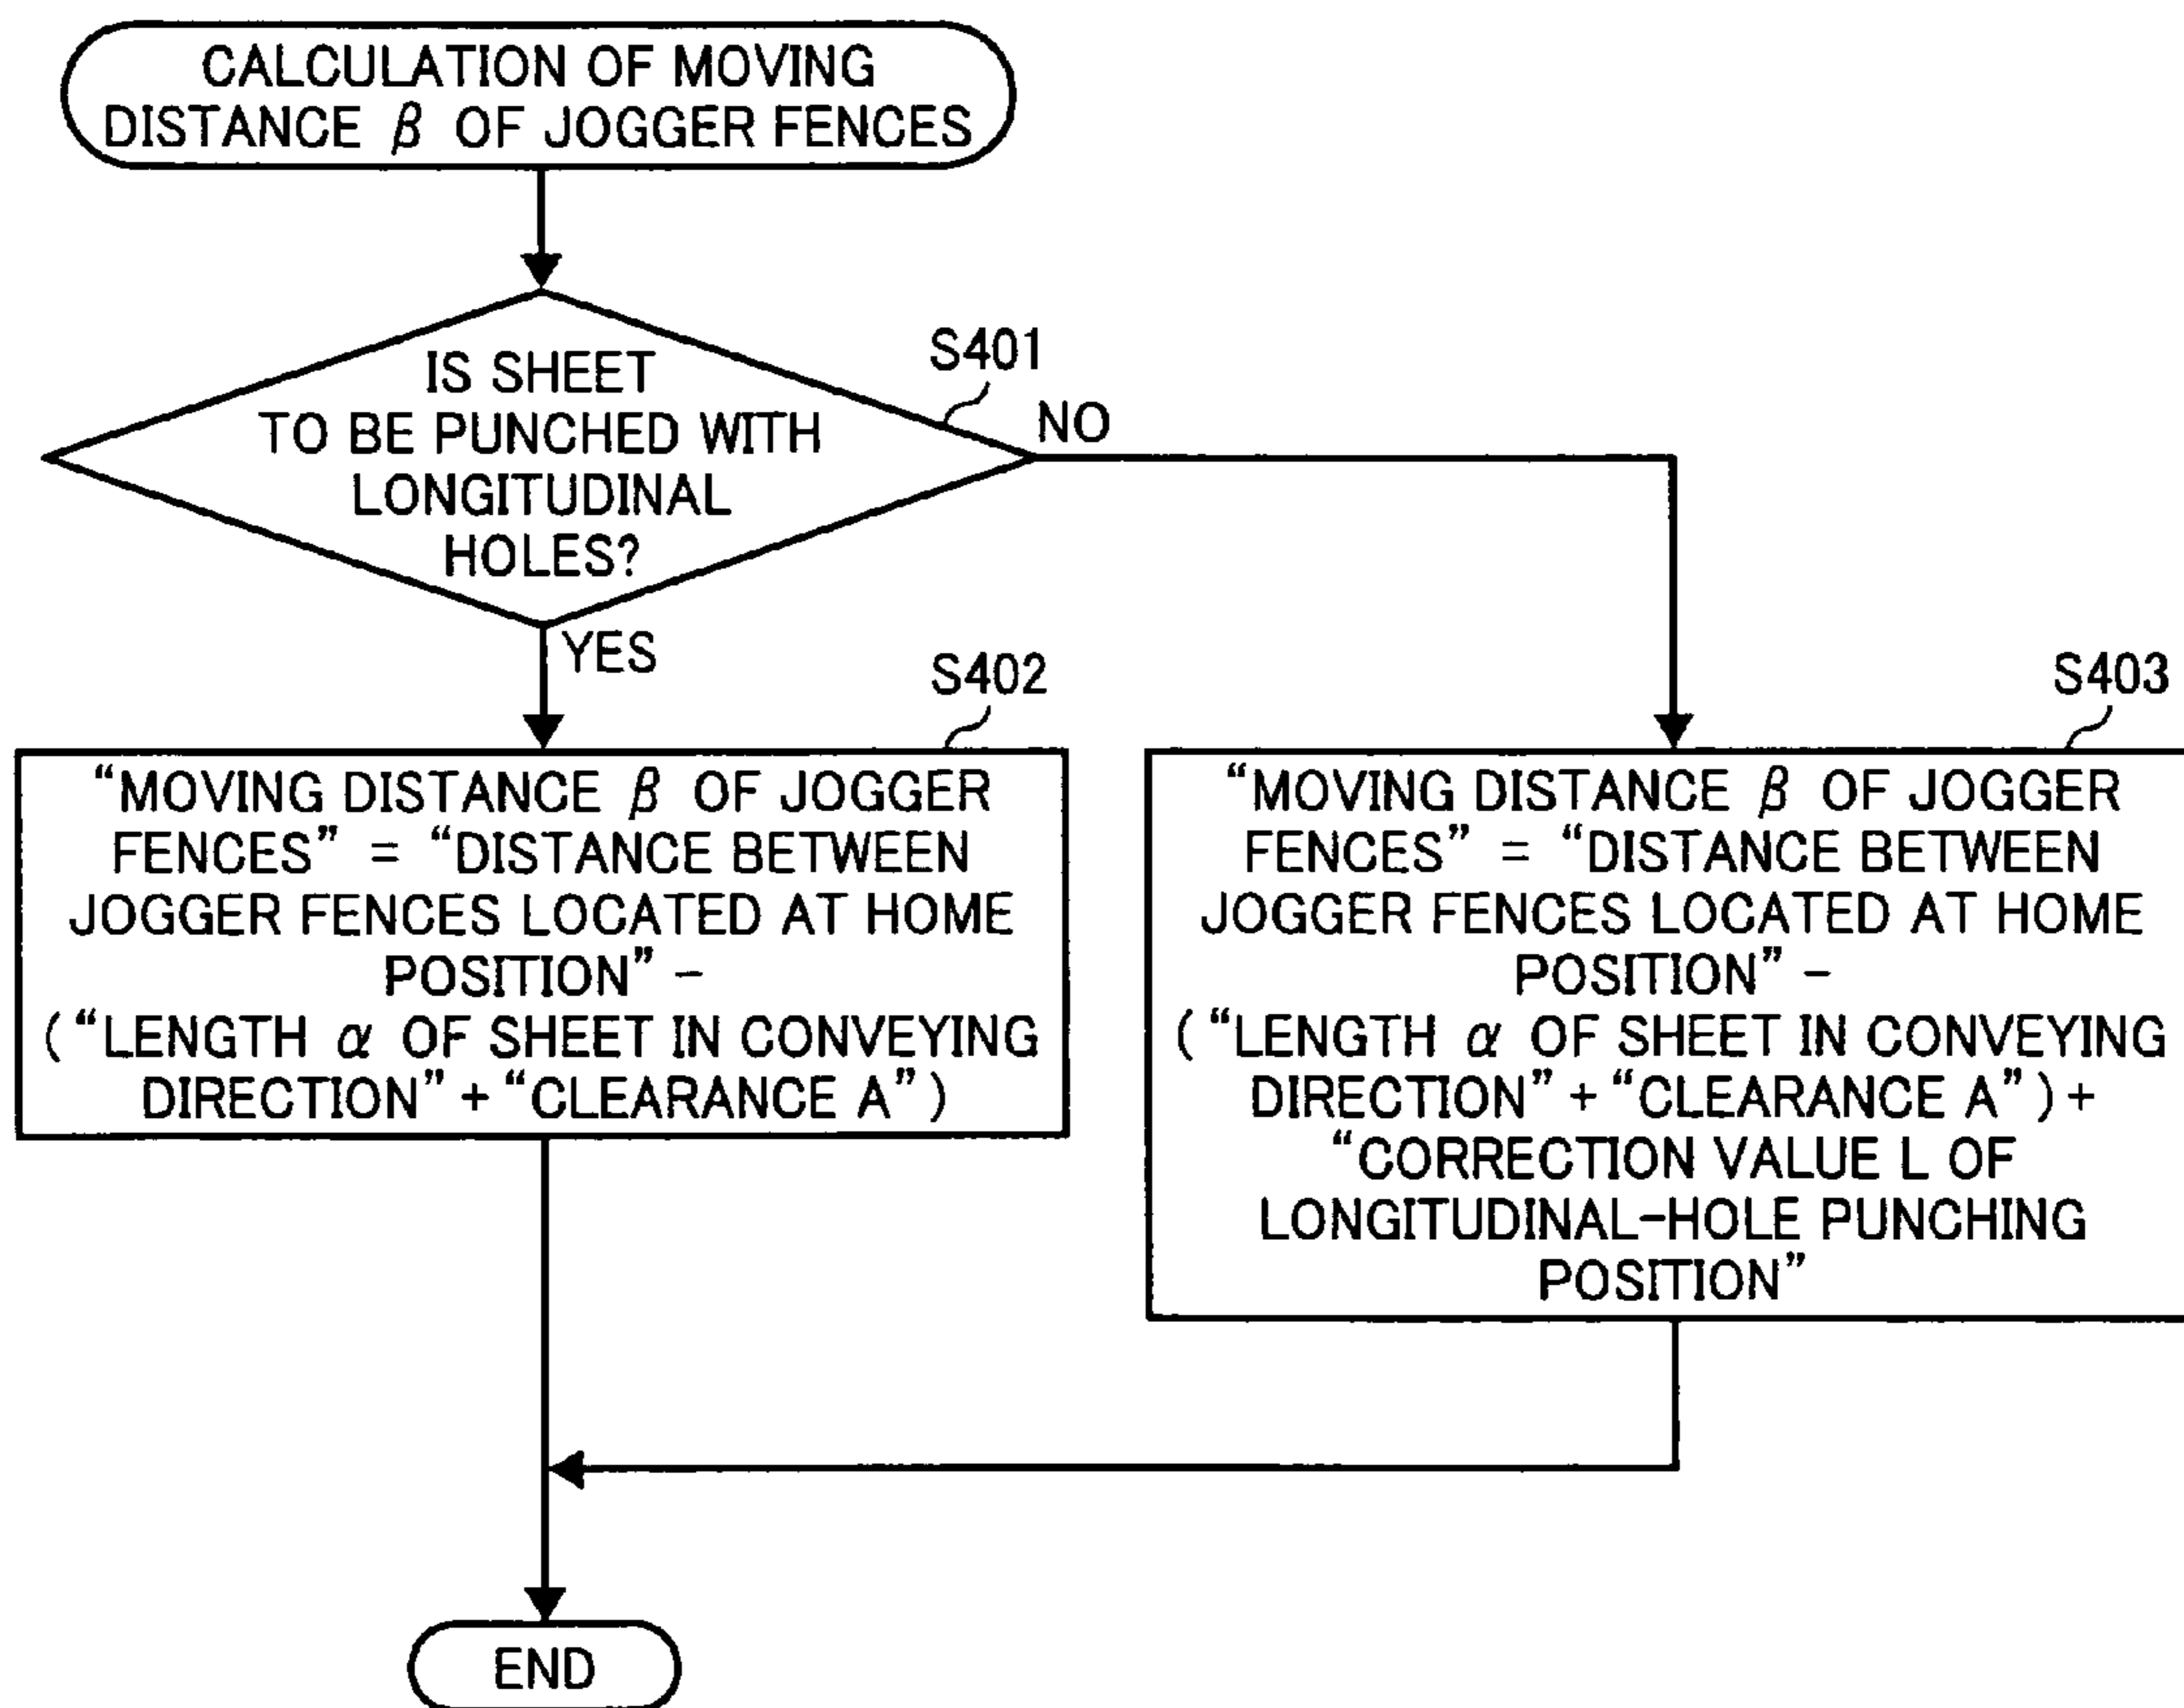 CALCULATION OF MOVING
DISTANCE β OF JOGGER FENCES
S401
IS SHEET
TO BE PUNCHED WITH
LONGITUDINAL
HOLES?
NO
YES
S402
“MOVING DISTANCE β OF JOGGER
FENCES” = “DISTANCE BETWEEN
JOGGER FENCES LOCATED AT HOME
POSITION” −
(“LENGTH α OF SHEET IN CONVEYING
DIRECTION” + “CLEARANCE A”)
S403
“MOVING DISTANCE β OF JOGGER
FENCES” = “DISTANCE BETWEEN
JOGGER FENCES LOCATED AT HOME
POSITION” −
(“LENGTH α OF SHEET IN CONVEYING
DIRECTION” + “CLEARANCE A”) +
“CORRECTION VALUE L OF
LONGITUDINAL-HOLE PUNCHING
POSITION”
END